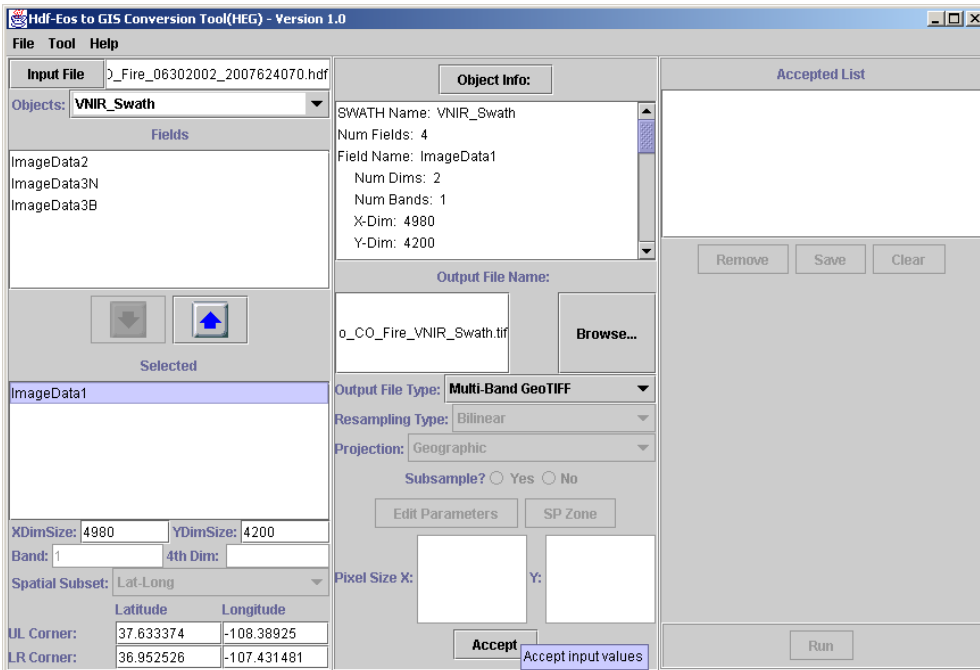 Hdf-Eos to GIS Conversion Tool(HEG) - Version 1.0
File Tool Help
Input File
O_Fire_06302002_2007624070.hdf
Objects: VNIR_Swath
Fields
ImageData2
ImageData3N
ImageData3B
Selected
ImageData1
XDimSize: 4980 YDimSize: 4200
Band: 1 4th Dim:
Spatial Subset: Lat-Long
Latitude Longitude
UL Corner: 37.633374 -108.38925
LR Corner: 36.952526 -107.431481
Object Info:
SWATH Name: VNIR_Swath
Num Fields: 4
Field Name: ImageData1
Num Dims: 2
Num Bands: 1
X-Dim: 4980
Y-Dim: 4200
Output File Name:
o_CO_Fire_VNIR_Swath.tif
Browse...
Output File Type: Multi-Band GeoTIFF
Resampling Type: Bilinear
Projection: Geographic
Subsample? Yes No
Edit Parameters SP Zone
Pixel Size X: Y:
Accept
Accept input values
Accepted List
Remove Save Clear
Run